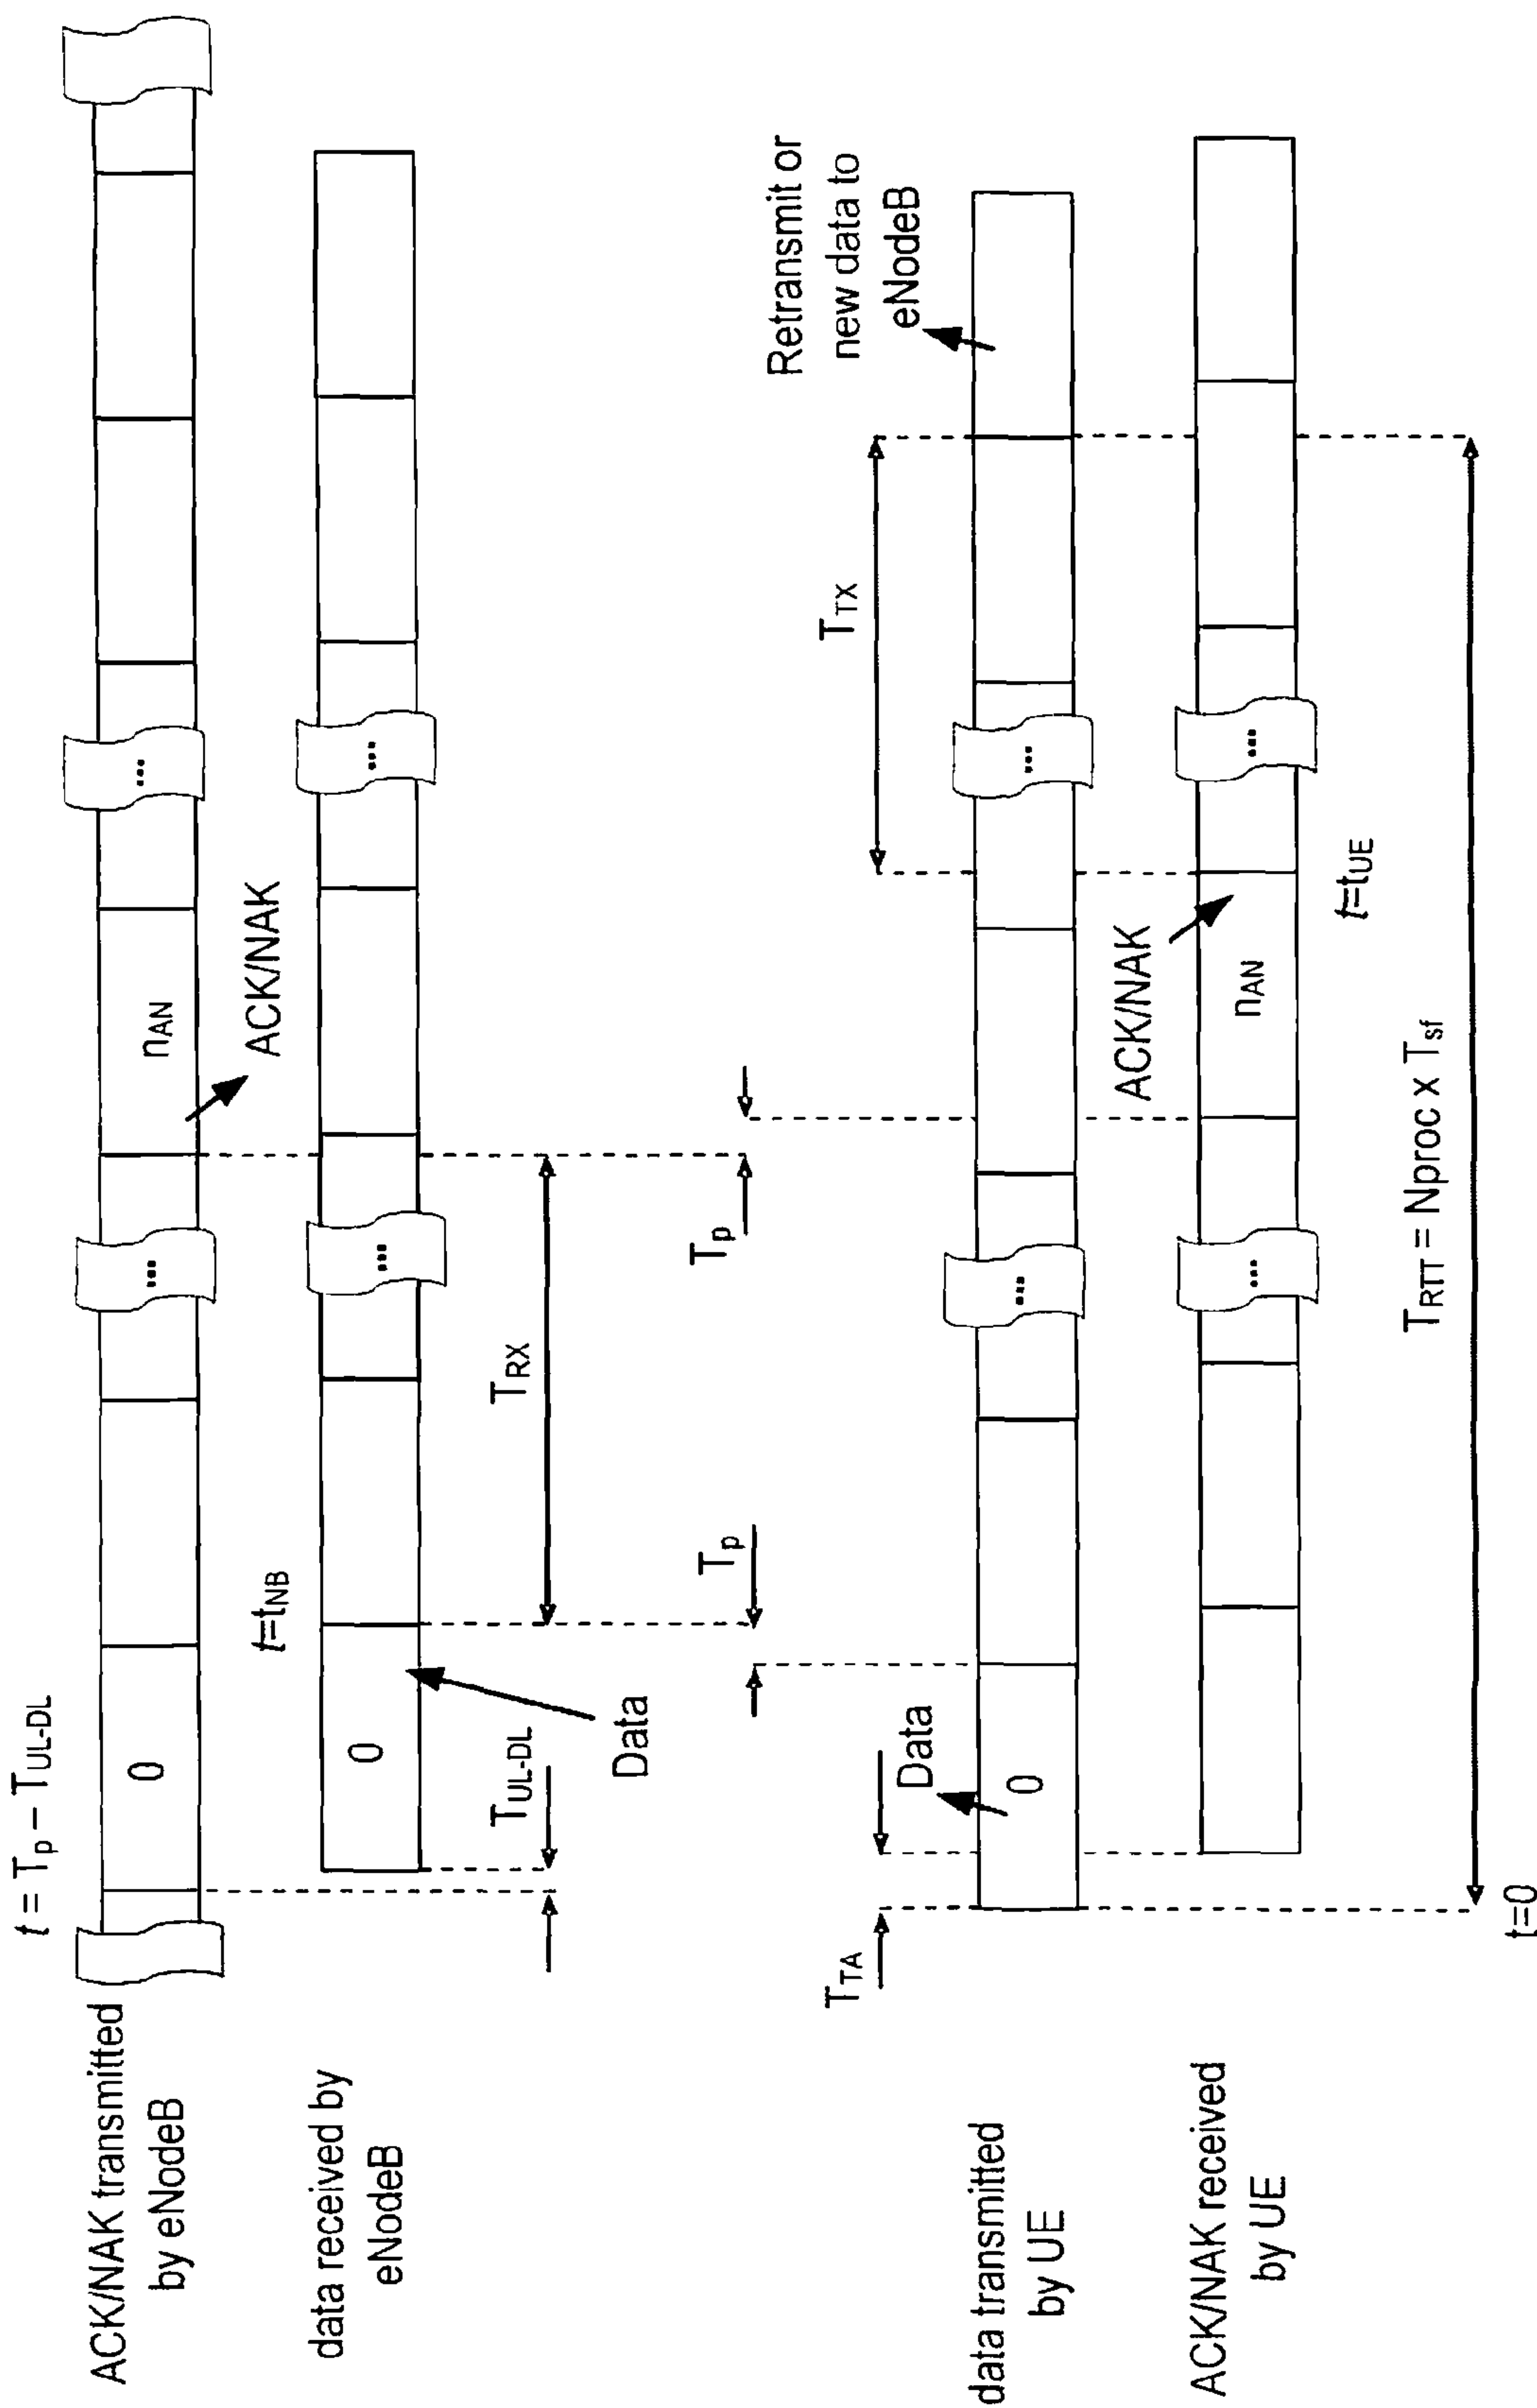 t = Tp – TUL-DL
ACK/NAK transmitted
by eNodeB
0
...
nAN
...
ACK/NAK
t=tNB
data received by
eNodeB
0
...
...
Data
TUL-DL
TRX
Tp
Tp
TTA
Data
TTX
Retransmit or
new data to
eNodeB
data transmitted
by UE
0
...
...
ACK/NAK
ACK/NAK received
by UE
...
nAN
...
t=tUE
TRTT = Nproc x Tsf
t=0